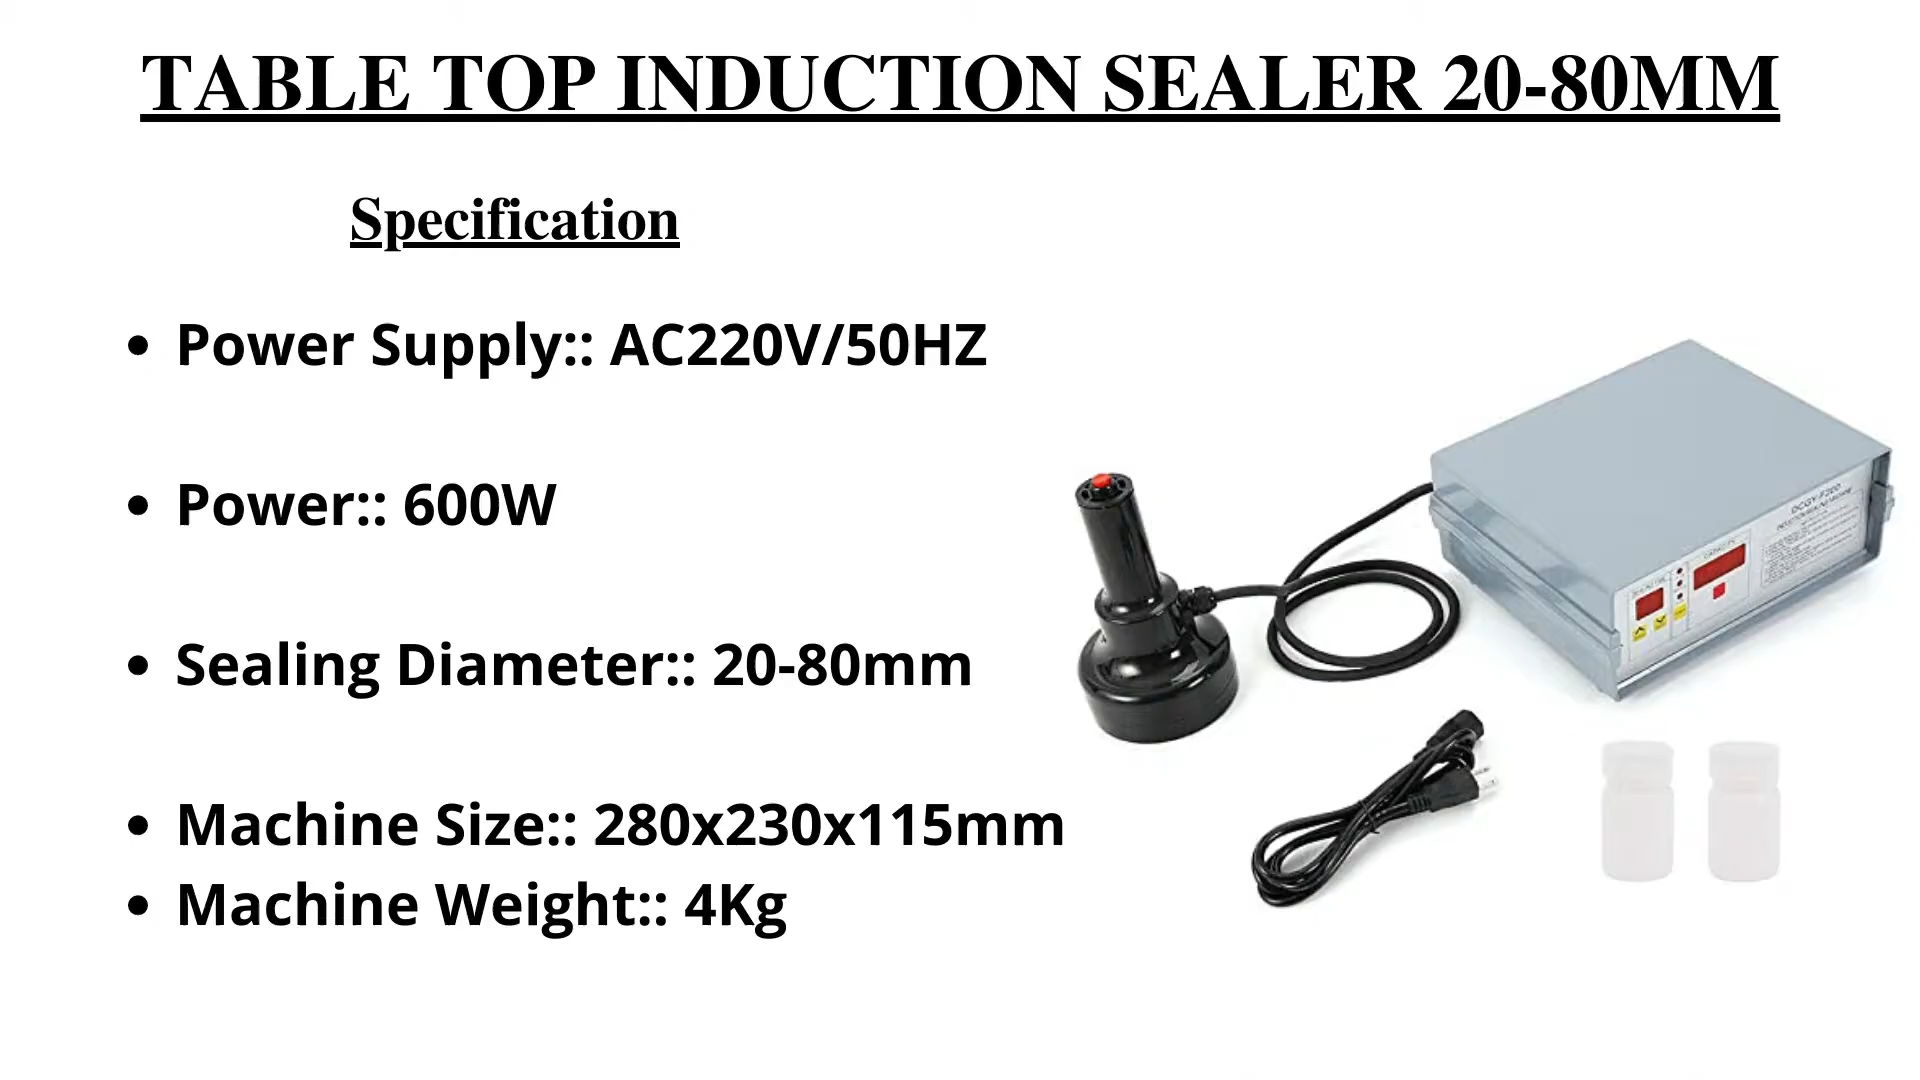 TABLE TOP INDUCTION SEALER 20-80MM
Specification
• Power Supply:: AC220V/50HZ
• Power:: 600W
• Sealing Diameter:: 20-80mm
• Machine Size:: 280x230x115mm
• Machine Weight:: 4Kg